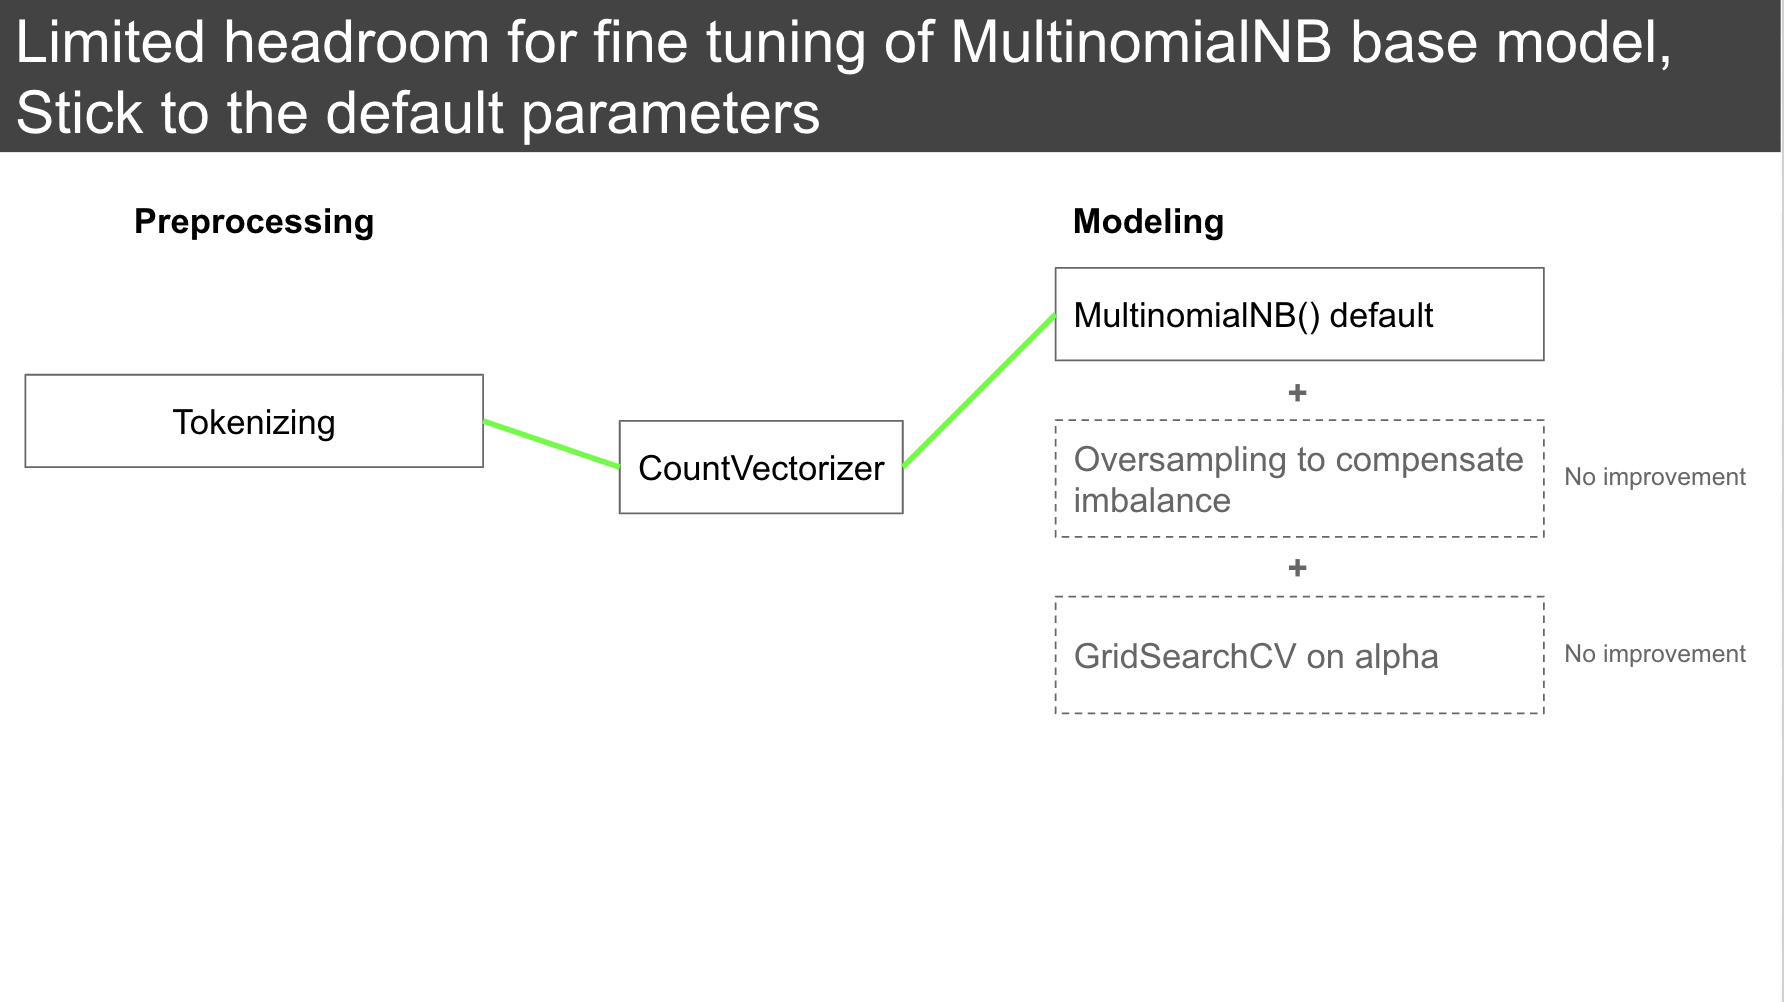 Limited headroom for fine tuning of MultinomialNB base model,
Stick to the default parameters
Preprocessing
Modeling
MultinomialNB() default
Tokenizing
CountVectorizer
+
Oversampling to compensate
imbalance
No improvement
+
GridSearchCV on alpha
No improvement